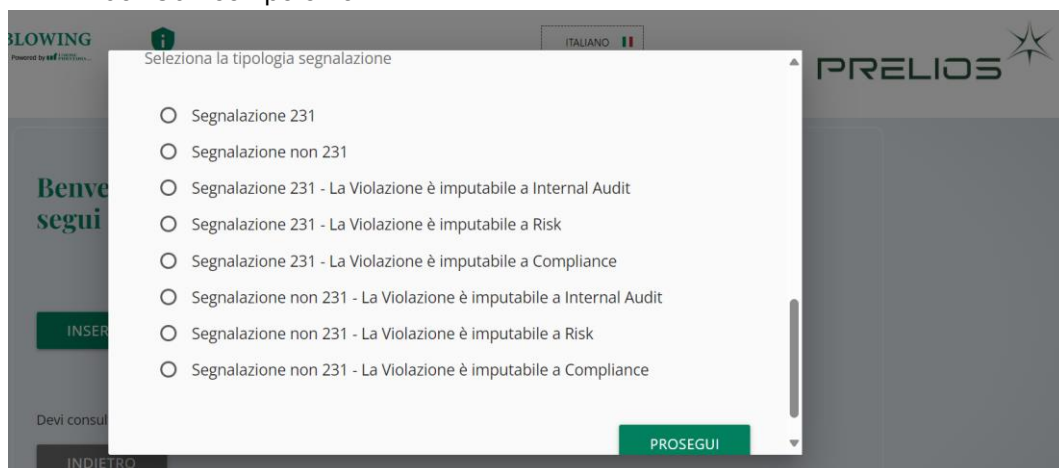 BLOWING
Powered by
ITALIANO
PRELIOS
Seleziona la tipologia segnalazione
Segnalazione 231
Segnalazione non 231
Segnalazione 231 - La Violazione è imputabile a Internal Audit
Segnalazione 231 - La Violazione è imputabile a Risk
Segnalazione 231 - La Violazione è imputabile a Compliance
Segnalazione non 231 - La Violazione è imputabile a Internal Audit
Segnalazione non 231 - La Violazione è imputabile a Risk
Segnalazione non 231 - La Violazione è imputabile a Compliance
PROSEGUI
Benve
segui
INSER
Devi consul
INDIETRO